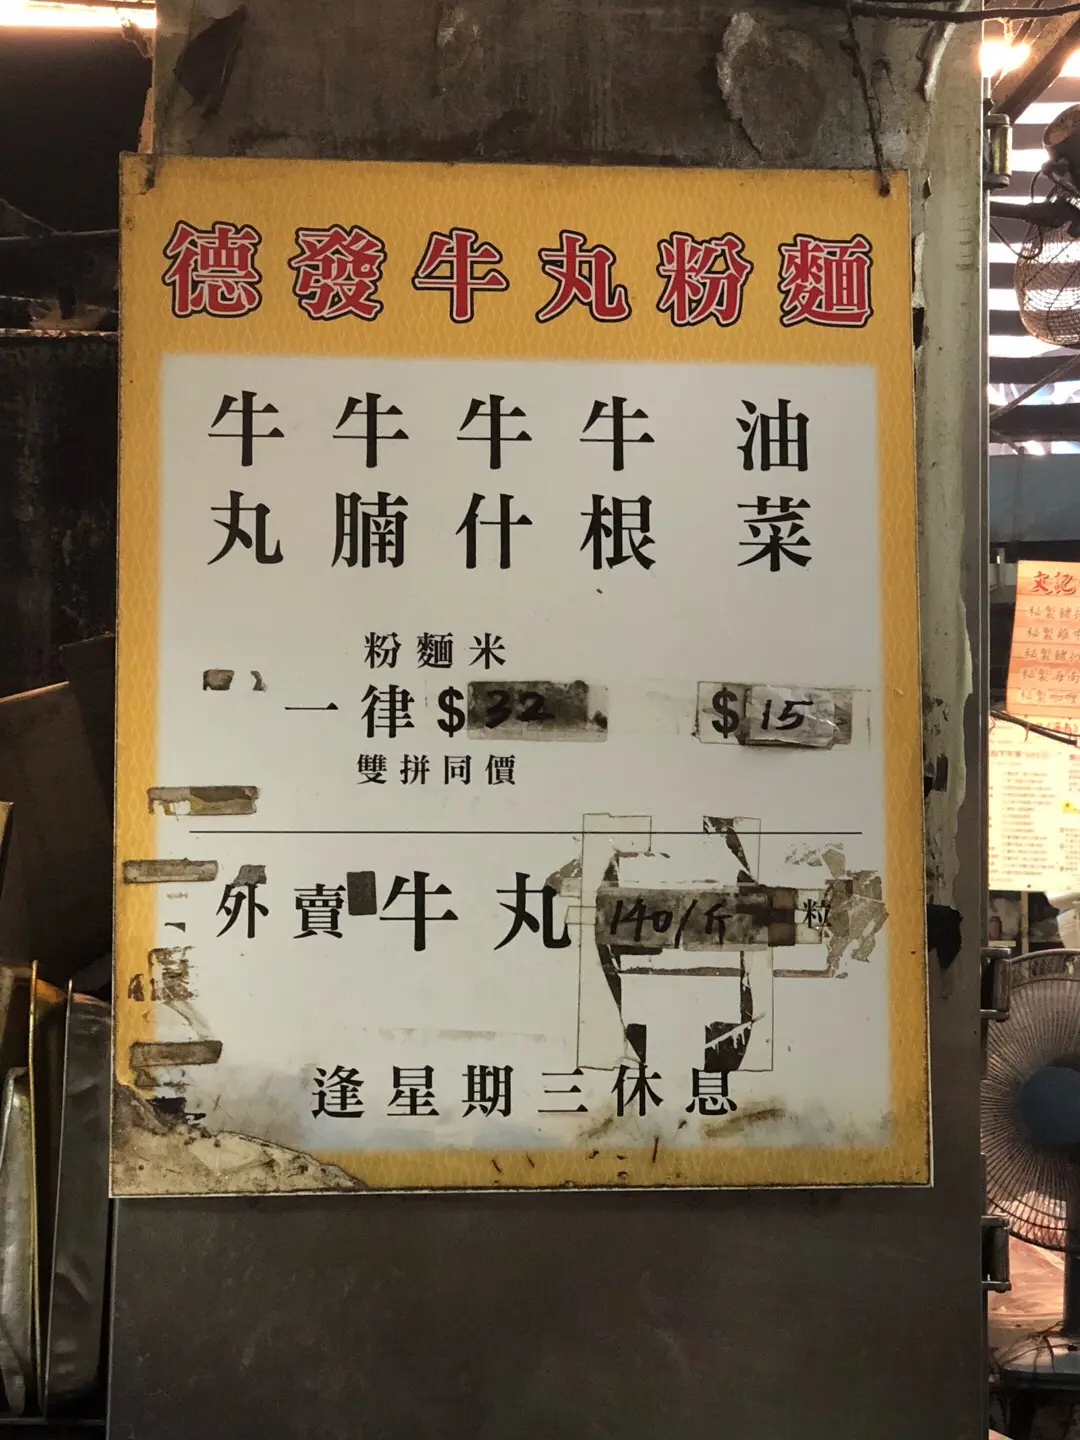 德發牛丸粉麵
牛丸 牛腩 牛什 牛根 油菜
粉麵米
一律$32 $15
雙拼同價
外賣牛丸 140/斤 粒
逢星期三休息
文記